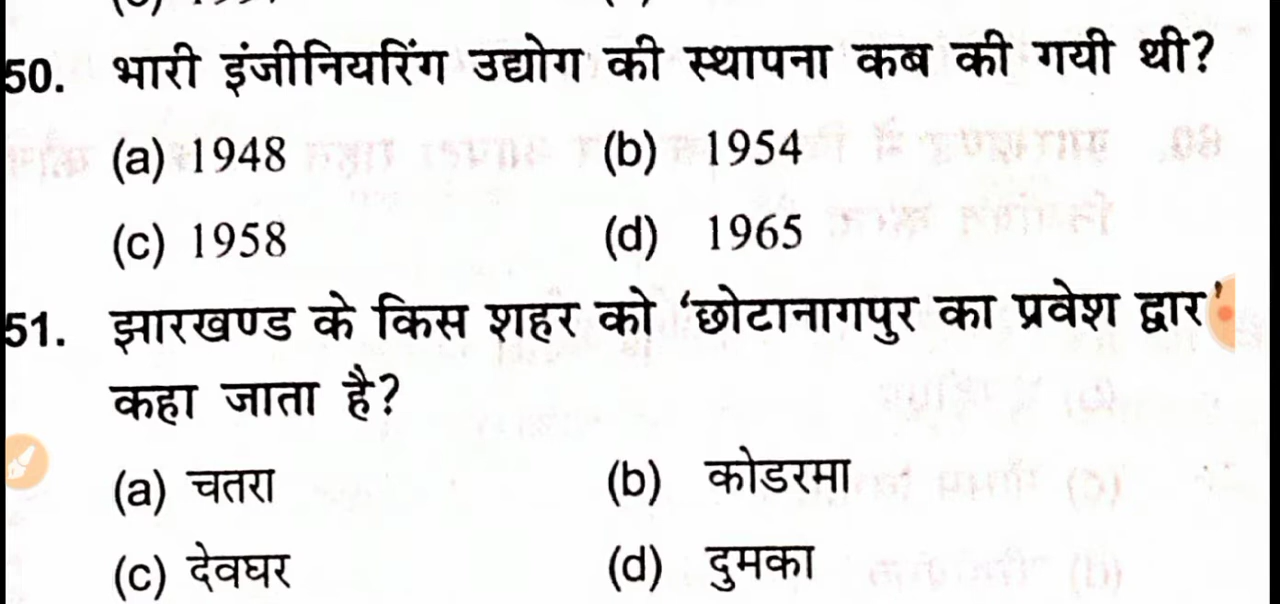 50. भारी इंजीनियरिंग उद्योग की स्थापना कब की गयी थी?
(a) 1948 (b) 1954
(c) 1958 (d) 1965
51. झारखण्ड के किस शहर को ‘छोटानागपुर का प्रवेश द्वार’
कहा जाता है?
(a) चतरा (b) कोडरमा
(c) देवघर (d) दुमका